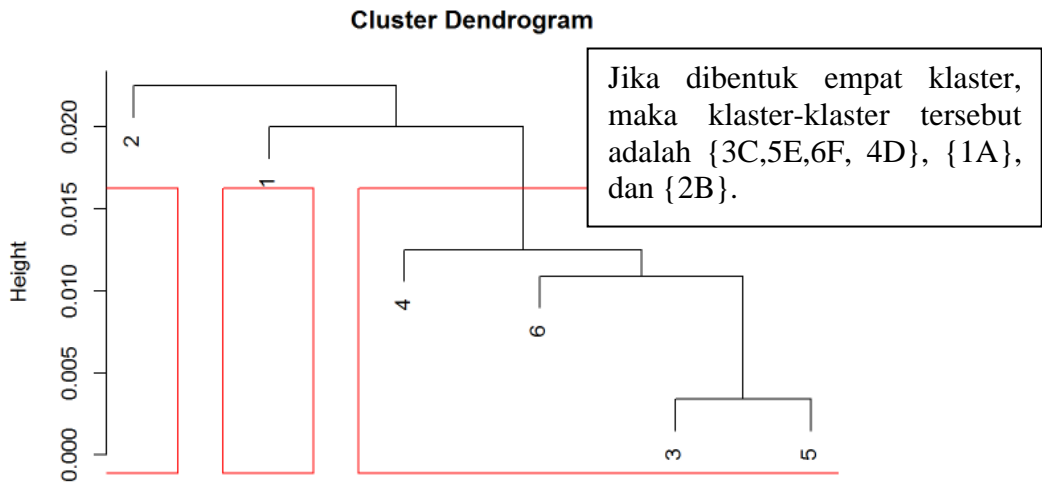 Cluster Dendrogram
Jika dibentuk empat klaster,
maka klaster-klaster tersebut
adalah {3C,5E,6F, 4D}, {1A},
dan {2B}.
Height
0.020
0.015
0.010
0.005
0.000
2
1
4
6
3
5